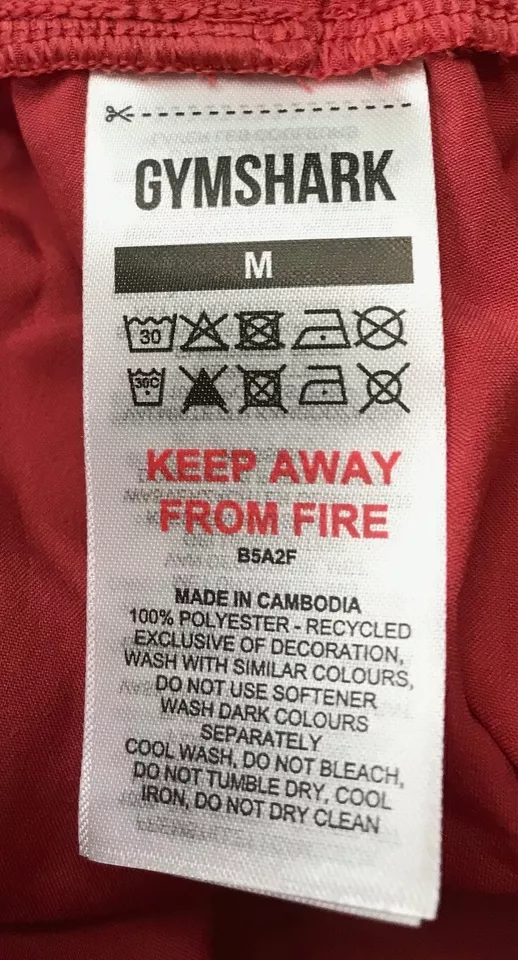 GYMSHARK
M
30
30C
KEEP AWAY
FROM FIRE
B5A2F
MADE IN CAMBODIA
100% POLYESTER - RECYCLED
EXCLUSIVE OF DECORATION,
WASH WITH SIMILAR COLOURS,
DO NOT USE SOFTENER
WASH DARK COLOURS
SEPARATELY
COOL WASH, DO NOT BLEACH,
DO NOT TUMBLE DRY, COOL
IRON, DO NOT DRY CLEAN